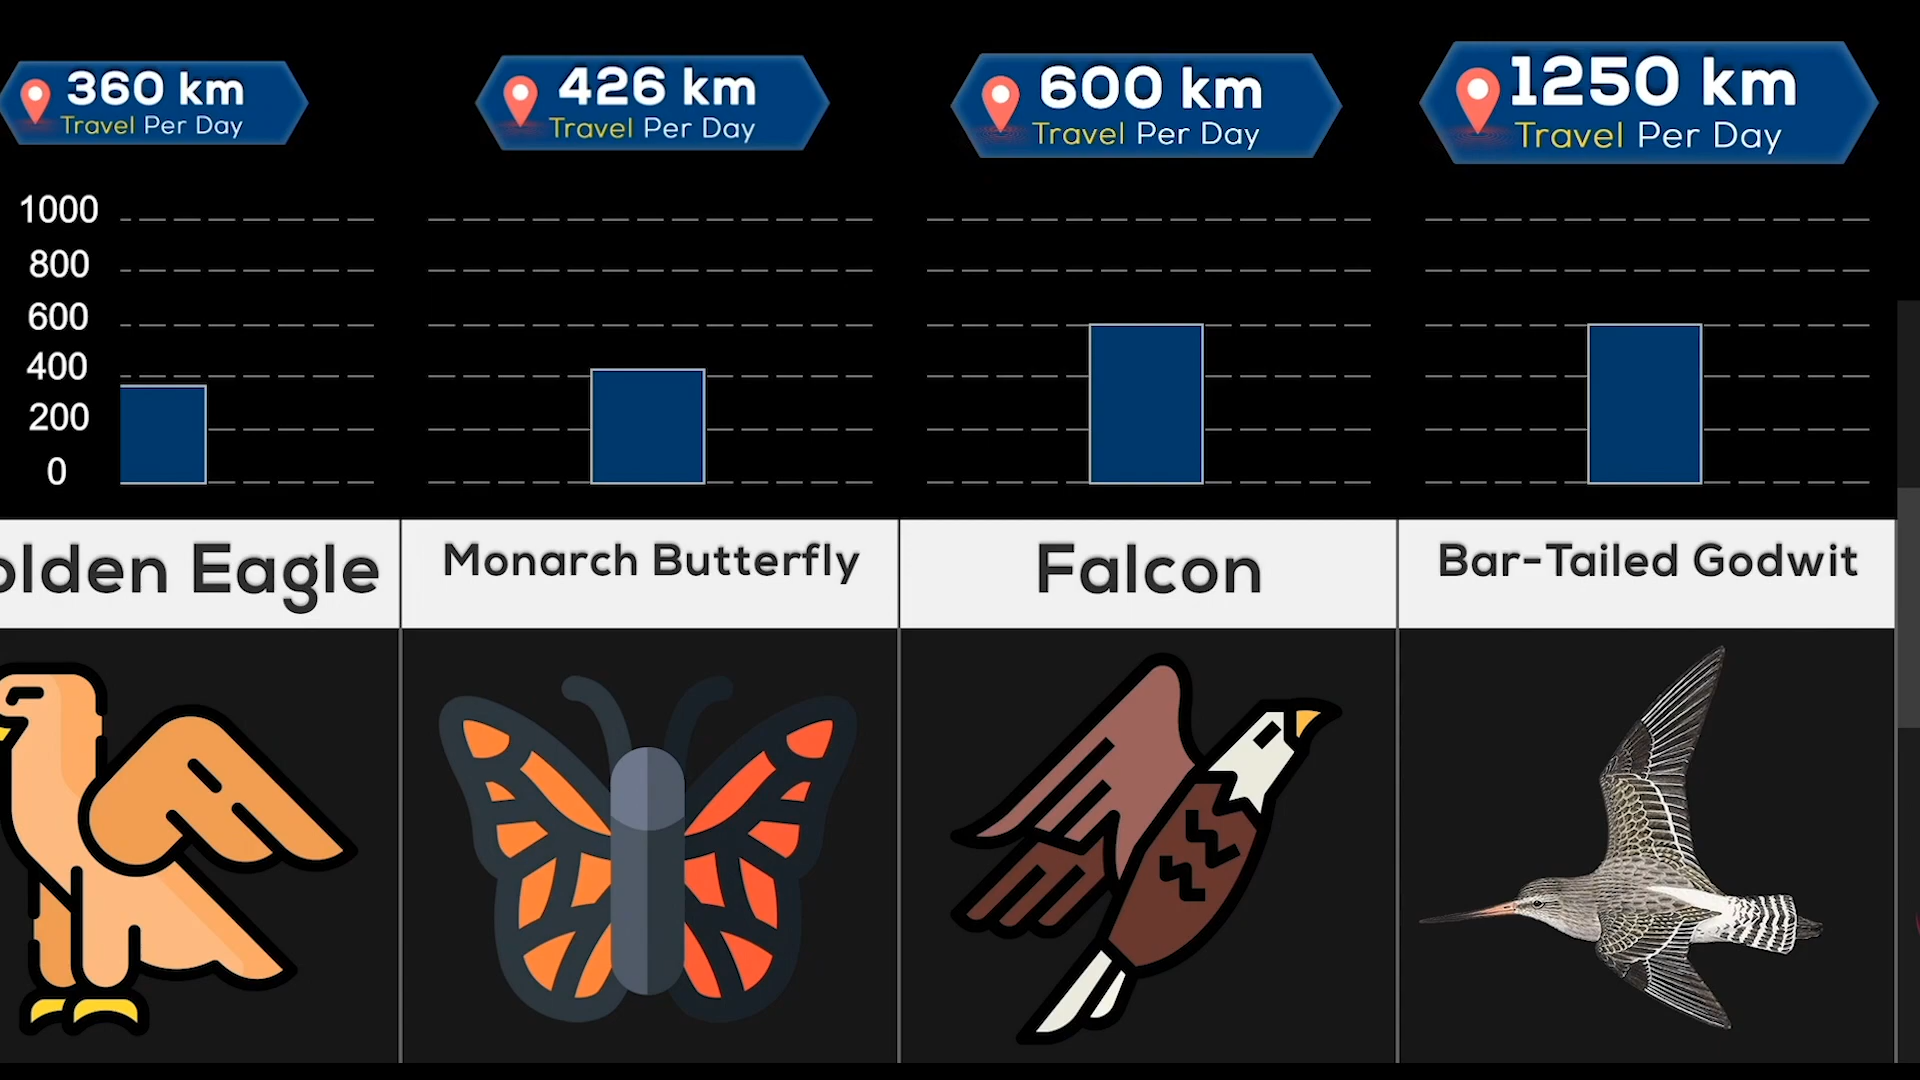 360 km
Travel Per Day
426 km
Travel Per Day
600 km
Travel Per Day
1250 km
Travel Per Day
1000
800
600
400
200
0
olden Eagle
Monarch Butterfly
Falcon
Bar-Tailed Godwit